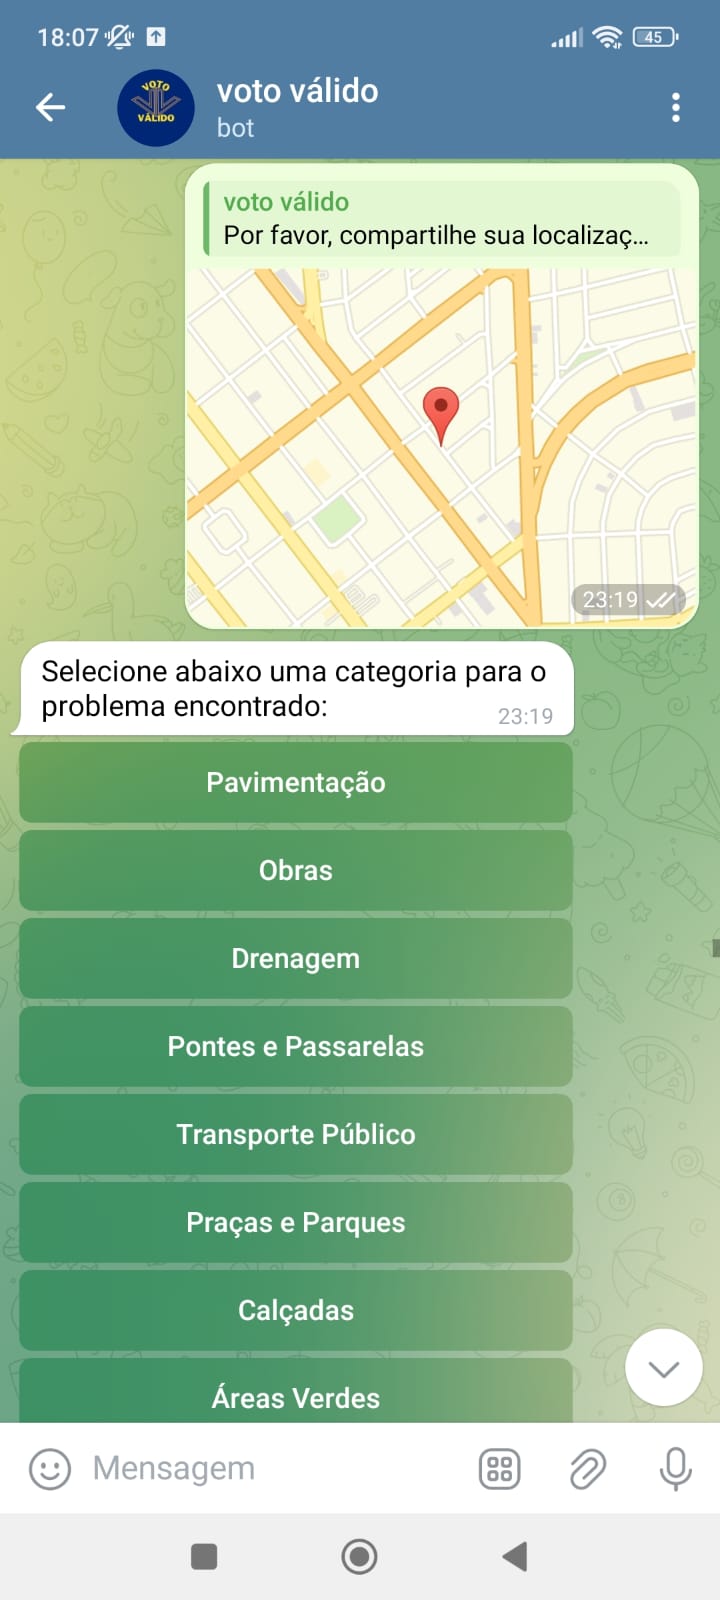 18:07
45
VOTO
VÁLIDO
voto válido
bot
voto válido
Por favor, compartilhe sua localizaç...
23:19
Selecione abaixo uma categoria para o
problema encontrado:
23:19
Pavimentação
Obras
Drenagem
Pontes e Passarelas
Transporte Público
Praças e Parques
Calçadas
Áreas Verdes
Mensagem